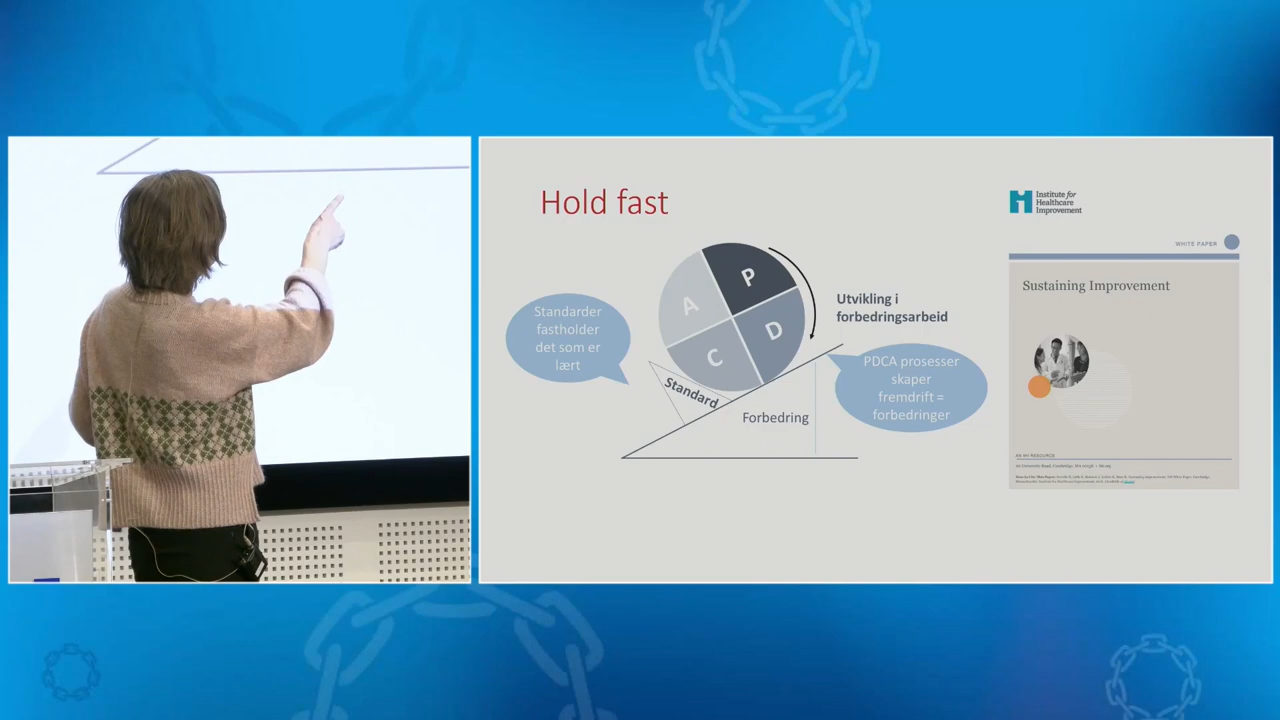 Hold fast
Institute for
Healthcare
Improvement
WHITE PAPER
Sustaining Improvement
P
A
D
C
Standarder
fastholder
det som er
lært
Utvikling i
forbedringsarbeid
PDCA prosesser
skaper
fremdrift =
forbedringer
Standard
Forbedring
AN IHI RESOURCE